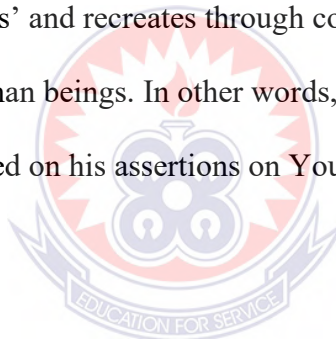 s’ and recreates through co
nan beings. In other words,
ed on his assertions on You
EDUCATION FOR SERVICE